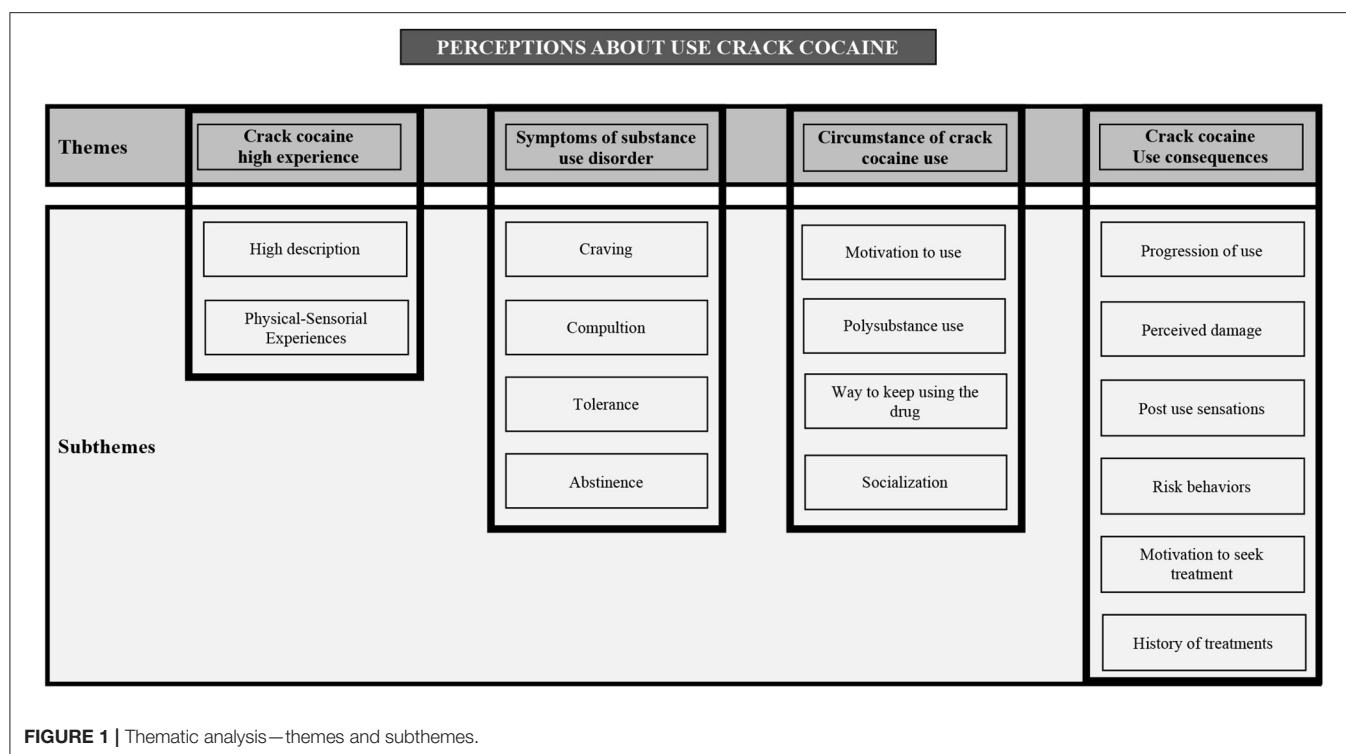 PERCEPTIONS ABOUT USE CRACK COCAINE
Themes
Crack cocaine
high experience
Symptoms of substance
use disorder
Circumstance of crack
cocaine use
Crack cocaine
Use consequences
Subthemes
High description
Physical-Sensorial
Experiences
Craving
Compultion
Tolerance
Abstinence
Motivation to use
Polysubstance use
Way to keep using the
drug
Socialization
Progression of use
Perceived damage
Post use sensations
Risk behaviors
Motivation to seek
treatment
History of treatments
FIGURE 1 | Thematic analysis—themes and subthemes.